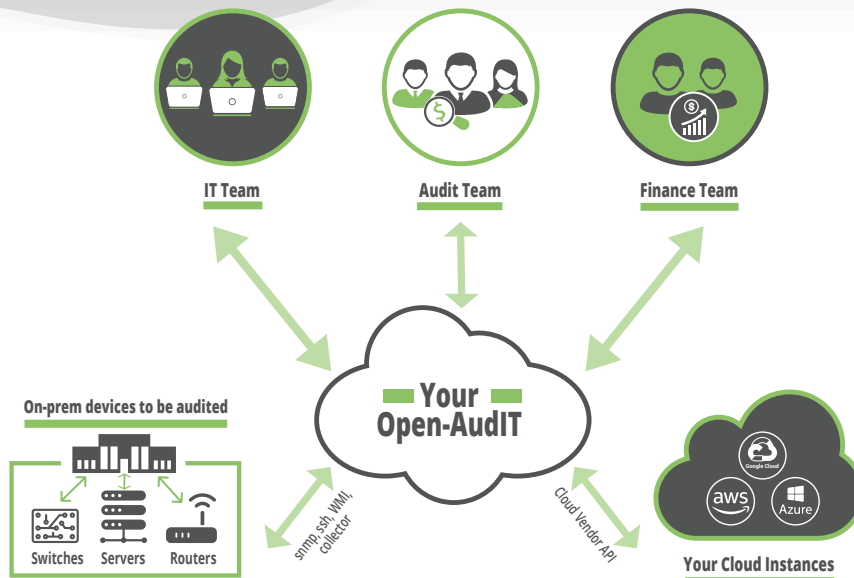 IT Team
Audit Team
Finance Team
Your
Open-AudIT
On-prem devices to be audited
Switches
Servers
Routers
snmp, ssh, WMI,
collector
Cloud Vendor API
Google Cloud
aws
Azure
Your Cloud Instances